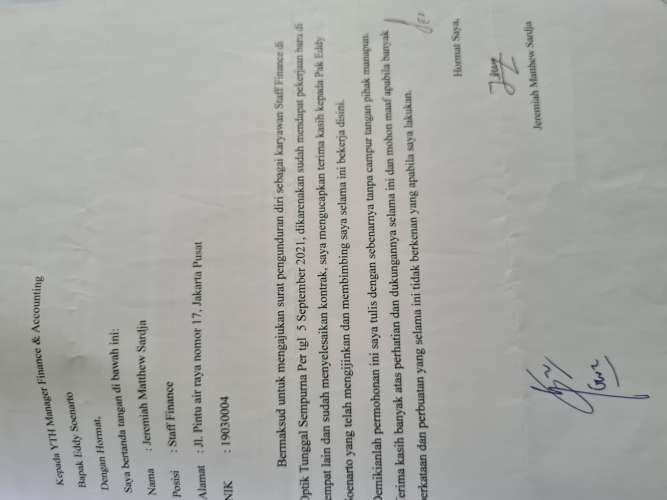 Kepada YTH Manager Finance & Accounting
Bapak Eddy Soenarto
Dengan Hormat,
Saya bertanda tangan di bawah ini:
Nama : Jeremiah Matthew Sardja
Posisi : Staff Finance
Alamat : Jl. Pintu air raya nomor 17, Jakarta Pusat
NIK : 19030004
Bermaksud untuk mengajukan surat pengunduran diri sebagai karyawan Staff Finance di
Optik Tunggal Sempurna Per tgl 5 September 2021, dikarenakan sudah mendapat pekerjaan baru di
empat lain dan sudah menyelesaikan kontrak, saya mengucapkan terima kasih kepada Pak Eddy
Soenarto yang telah mengijinkan dan membimbing saya selama ini bekerja disini.
Demikianlah permohonan ini saya tulis dengan sebenarnya tanpa campur tangan pihak manapun.
Terima kasih banyak atas perhatian dan dukungannya selama ini dan mohon maaf apabila banyak
perkataan dan perbuatan yang selama ini tidak berkenan yang apabila saya lakukan.
Hormat Saya,
Jeremiah Matthew Sardja